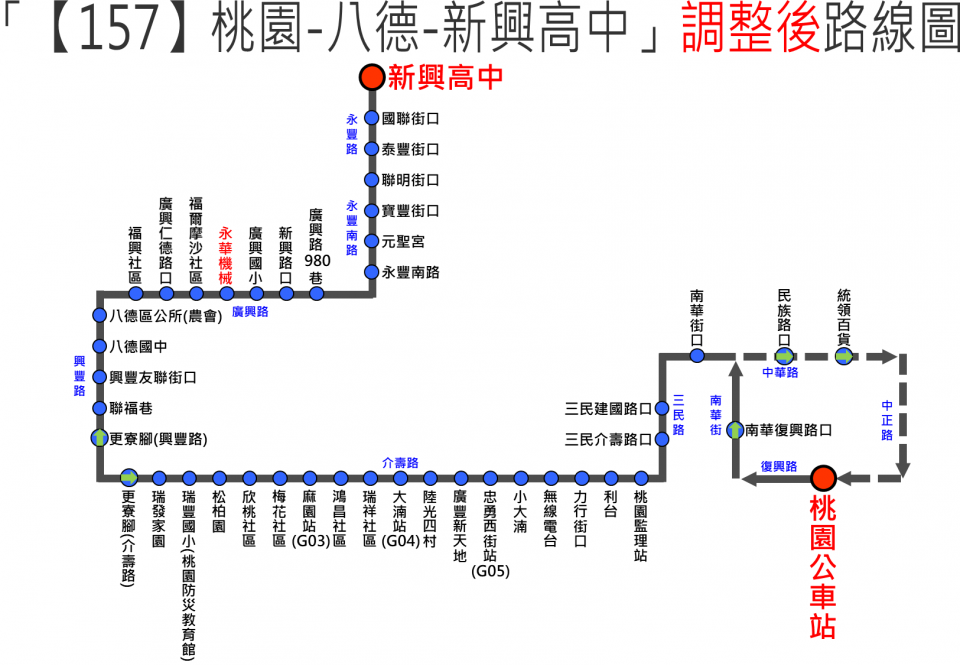 「【157】桃園-八德-新興高中」調整後路線圖
新興高中
永豐路
國聯街口
泰豐街口
聯明街口
寶豐街口
永豐南路
元聖宮
永豐南路
福興社區
廣興仁德路口
福爾摩沙社區
永華機械
廣興國小
新興路口
廣興路980巷
廣興路
八德區公所(農會)
八德國中
興豐路
興豐友聯街口
聯福巷
更寮腳(興豐路)
介壽路
更寮腳(介壽路)
瑞發家園
瑞豐國小(桃園防災教育館)
松柏園
欣桃社區
梅花社區
麻園站(G03)
鴻昌社區
瑞祥社區
大湳站(G04)
陸光四村
廣豐新天地
忠勇西街站(G05)
小大湳
無線電台
力行街口
利台
桃園監理站
三民建國路口
三民介壽路口
三民路
南華街口
民族路口
統領百貨
中華路
中正路
南華街
南華復興路口
復興路
桃園公車站